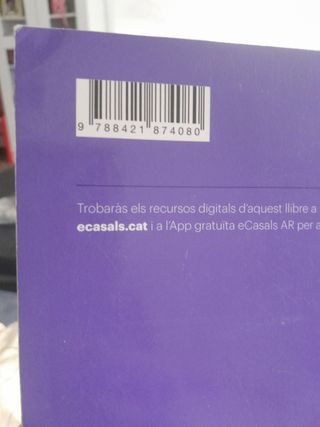 9 788421 874080
Trobaràs els recursos digitals d'aquest llibre a
ecasals.cat i a l'App gratuïta eCasals AR per a